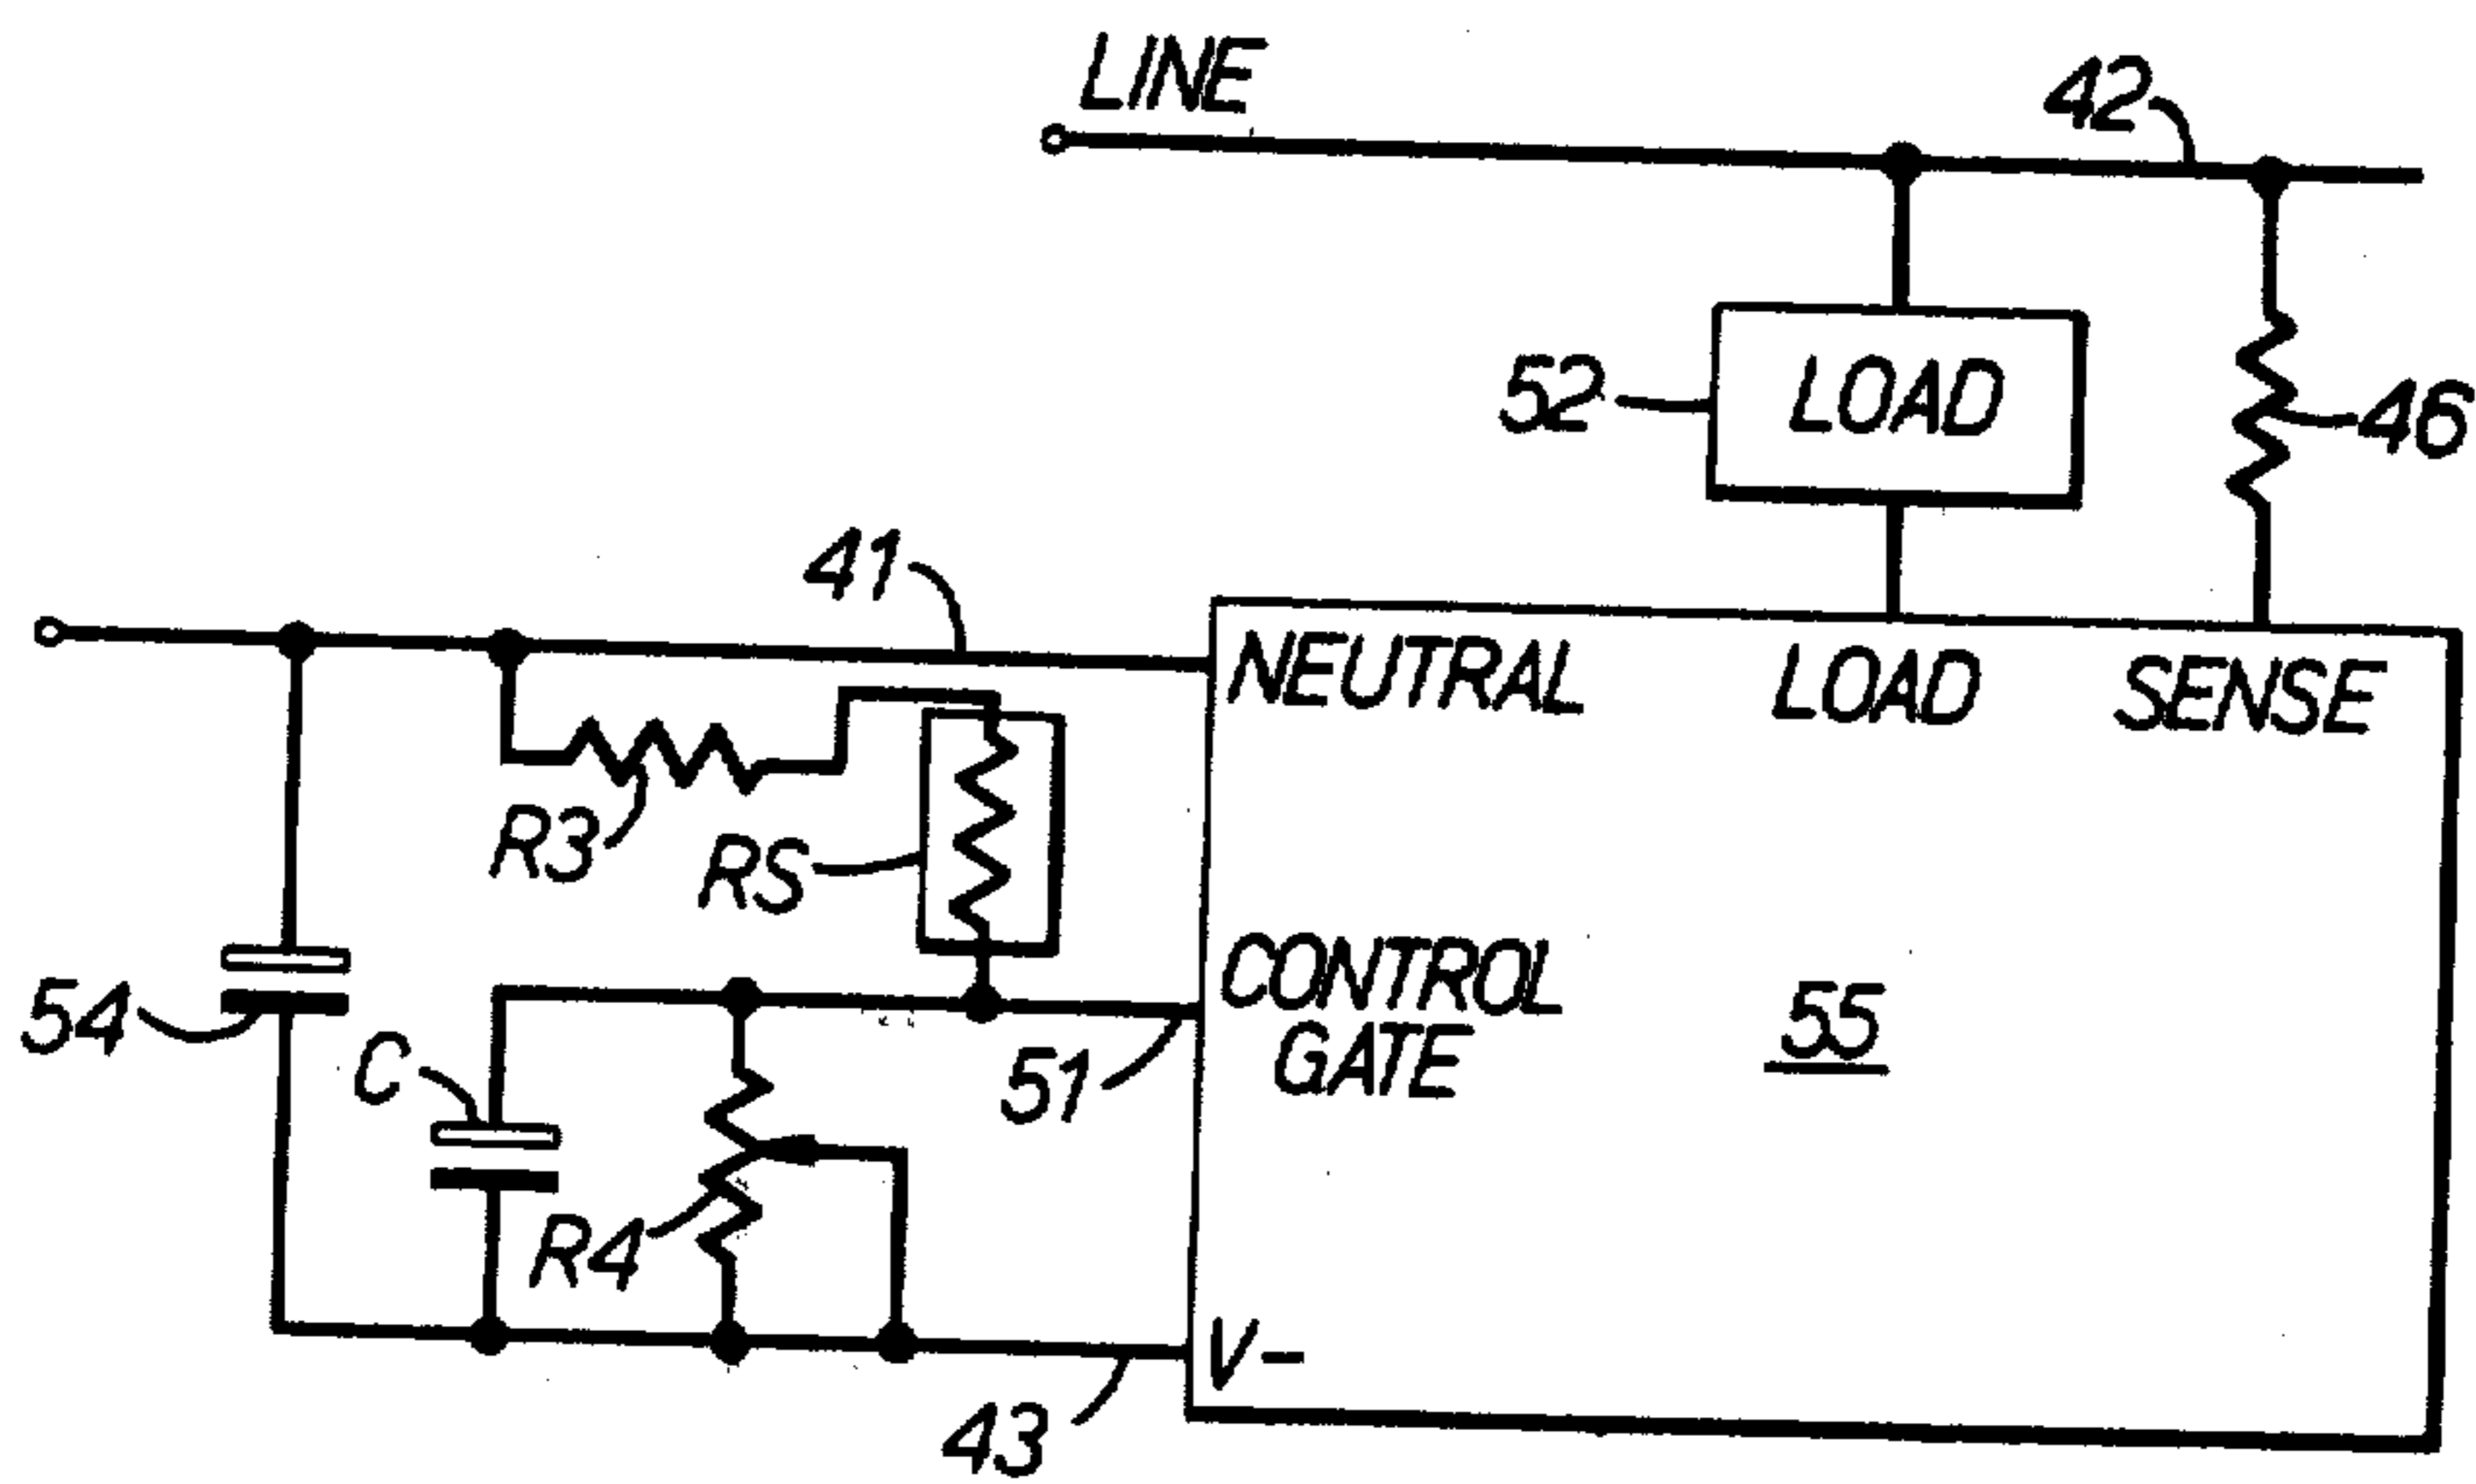 LINE
42
52
LOAD
46
41
NEUTRAL
LOAD
SENSE
R3
RS
54
C
CONTROL
GATE
51
55
R4
V-
43